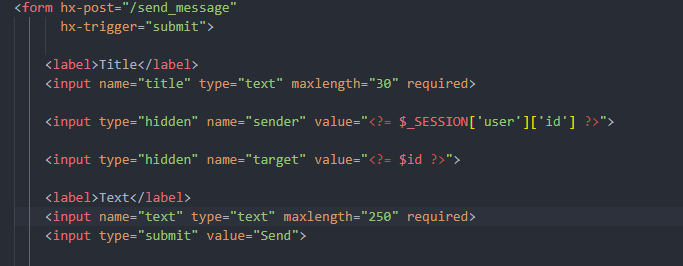 <form hx-post="/send_message"
hx-trigger="submit">
<label>Title</label>
<input name="title" type="text" maxlength="30" required>
<input type="hidden" name="sender" value="<?= $_SESSION['user']['id'] ?>">
<input type="hidden" name="target" value="<?= $id ?>">
<label>Text</label>
<input name="text" type="text" maxlength="250" required>
<input type="submit" value="Send">